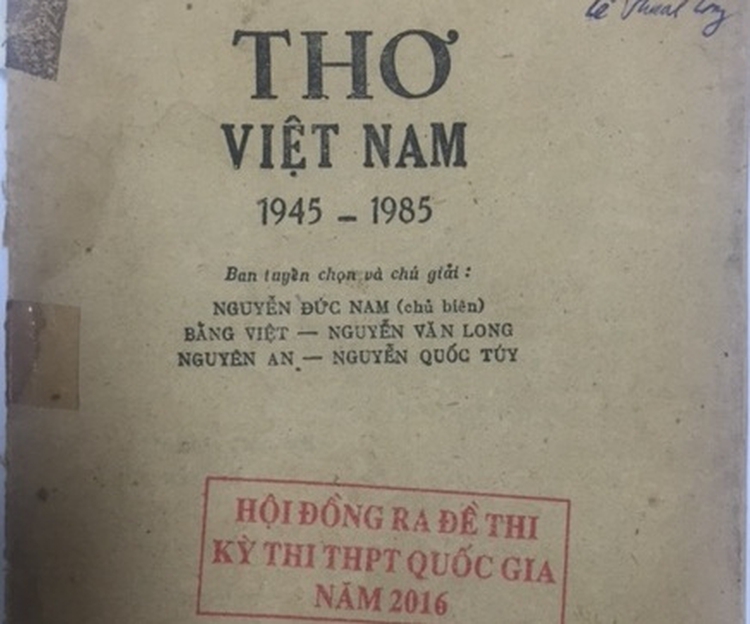 THƠ
VIỆT NAM
1945 – 1985
Ban tuyển chọn và chú giải :
NGUYỄN ĐỨC NAM (chủ biên)
BẰNG VIỆT — NGUYỄN VĂN LONG
NGUYÊN AN — NGUYỄN QUỐC TÚY
HỘI ĐỒNG RA ĐỀ THI
KỲ THI THPT QUỐC GIA
NĂM 2016